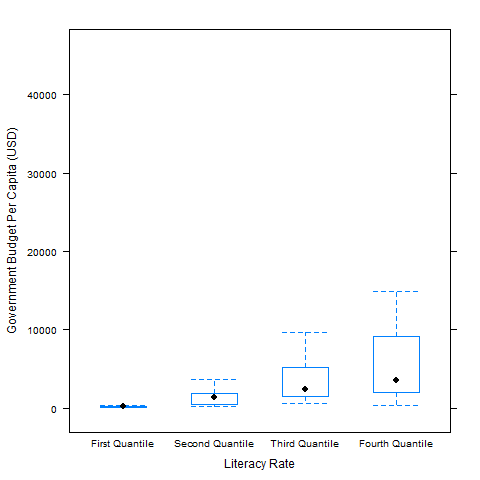 Government Budget Per Capita (USD)
40000
30000
20000
10000
0
First Quantile
Second Quantile
Third Quantile
Fourth Quantile
Literacy Rate